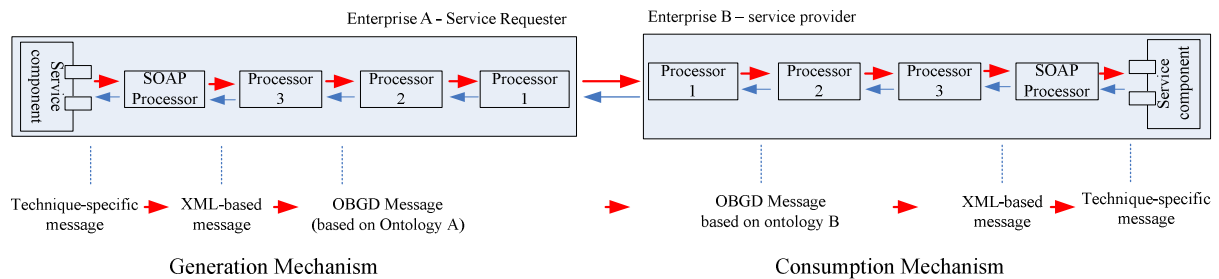 Enterprise A - Service Requester
Enterprise B – service provider
Service
component
SOAP
Processor
Processor
3
Processor
2
Processor
1
Processor
1
Processor
2
Processor
3
SOAP
Processor
Service
component
Technique-specific
message
XML-based
message
OBGD Message
(based on Ontology A)
OBGD Message
based on ontology B
XML-based
message
Technique-specific
message
Generation Mechanism
Consumption Mechanism